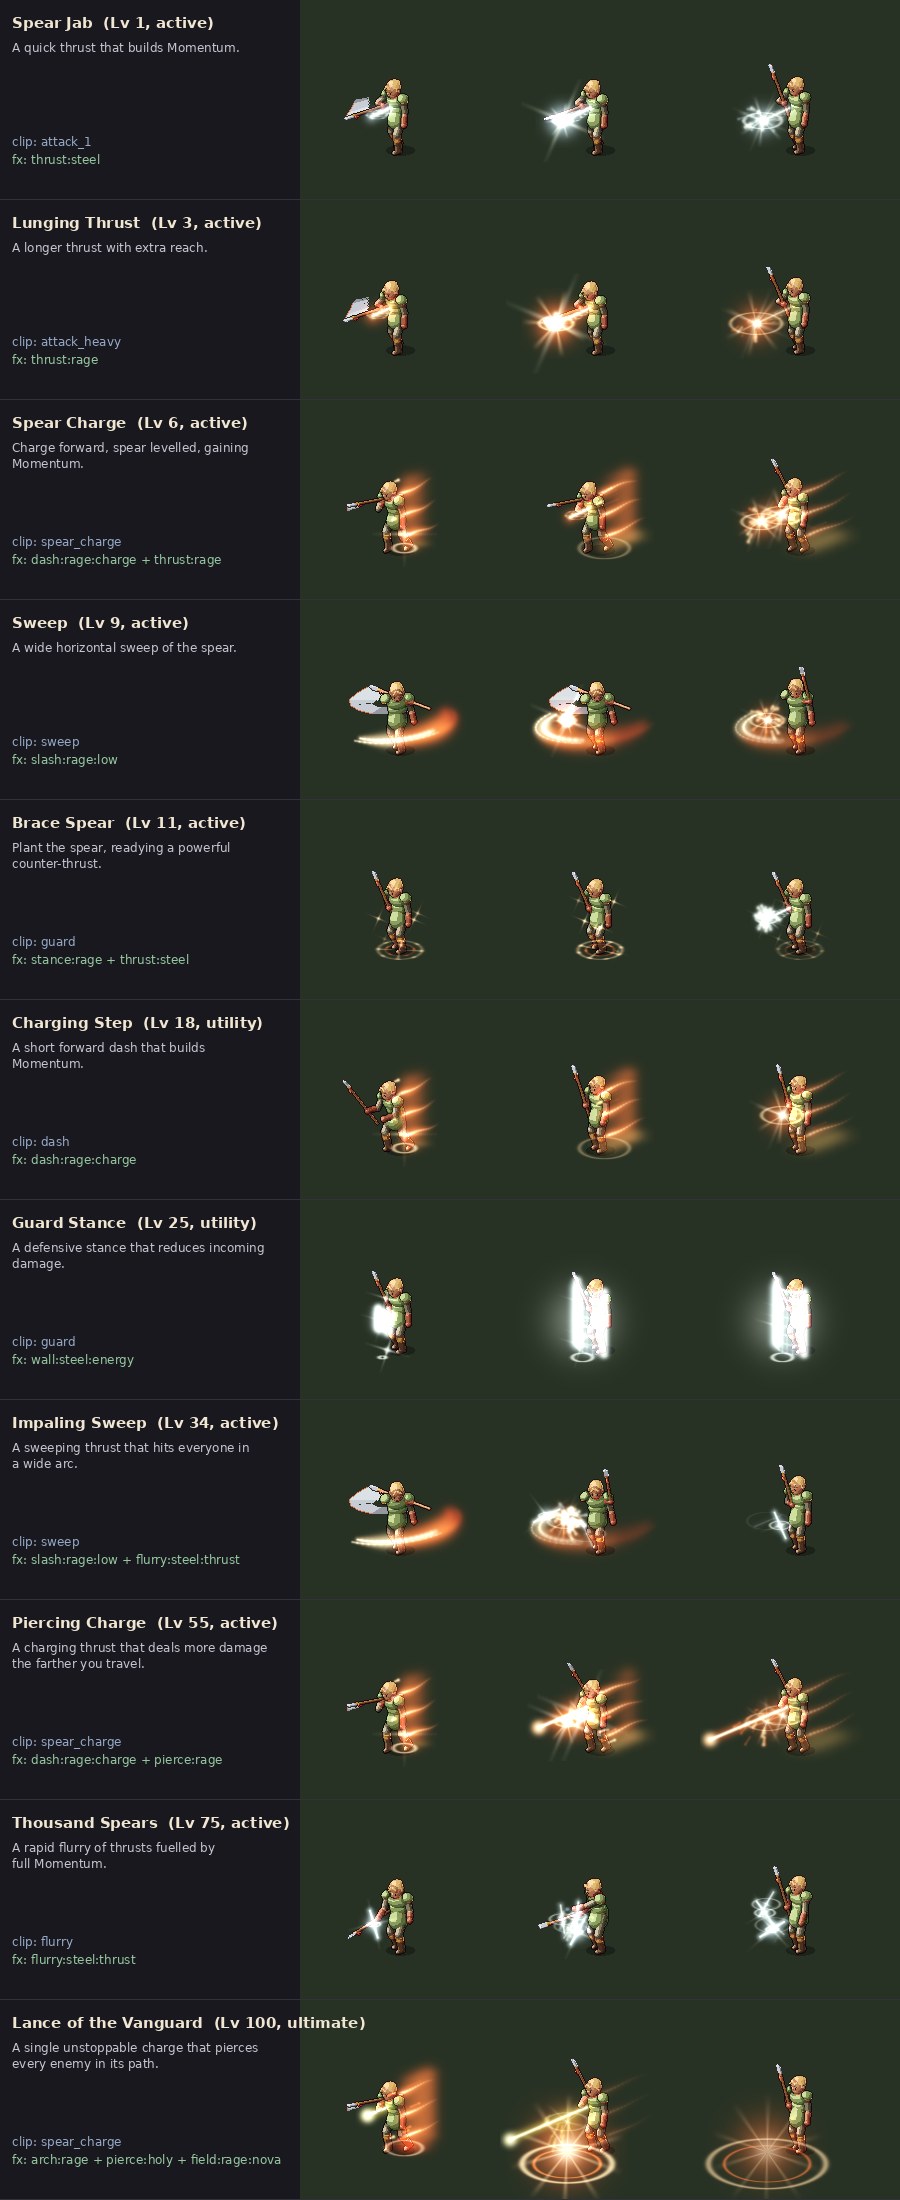 Spear Jab  (Lv 1, active)
A quick thrust that builds Momentum.
clip: attack_1
fx: thrust:steel
Lunging Thrust  (Lv 3, active)
A longer thrust with extra reach.
clip: attack_heavy
fx: thrust:rage
Spear Charge  (Lv 6, active)
Charge forward, spear levelled, gaining
Momentum.
clip: spear_charge
fx: dash:rage:charge + thrust:rage
Sweep  (Lv 9, active)
A wide horizontal sweep of the spear.
clip: sweep
fx: slash:rage:low
Brace Spear  (Lv 11, active)
Plant the spear, readying a powerful
counter-thrust.
clip: guard
fx: stance:rage + thrust:steel
Charging Step  (Lv 18, utility)
A short forward dash that builds
Momentum.
clip: dash
fx: dash:rage:charge
Guard Stance  (Lv 25, utility)
A defensive stance that reduces incoming
damage.
clip: guard
fx: wall:steel:energy
Impaling Sweep  (Lv 34, active)
A sweeping thrust that hits everyone in
a wide arc.
clip: sweep
fx: slash:rage:low + flurry:steel:thrust
Piercing Charge  (Lv 55, active)
A charging thrust that deals more damage
the farther you travel.
clip: spear_charge
fx: dash:rage:charge + pierce:rage
Thousand Spears  (Lv 75, active)
A rapid flurry of thrusts fuelled by
full Momentum.
clip: flurry
fx: flurry:steel:thrust
Lance of the Vanguard  (Lv 100, ultimate)
A single unstoppable charge that pierces
every enemy in its path.
clip: spear_charge
fx: arch:rage + pierce:holy + field:rage:nova